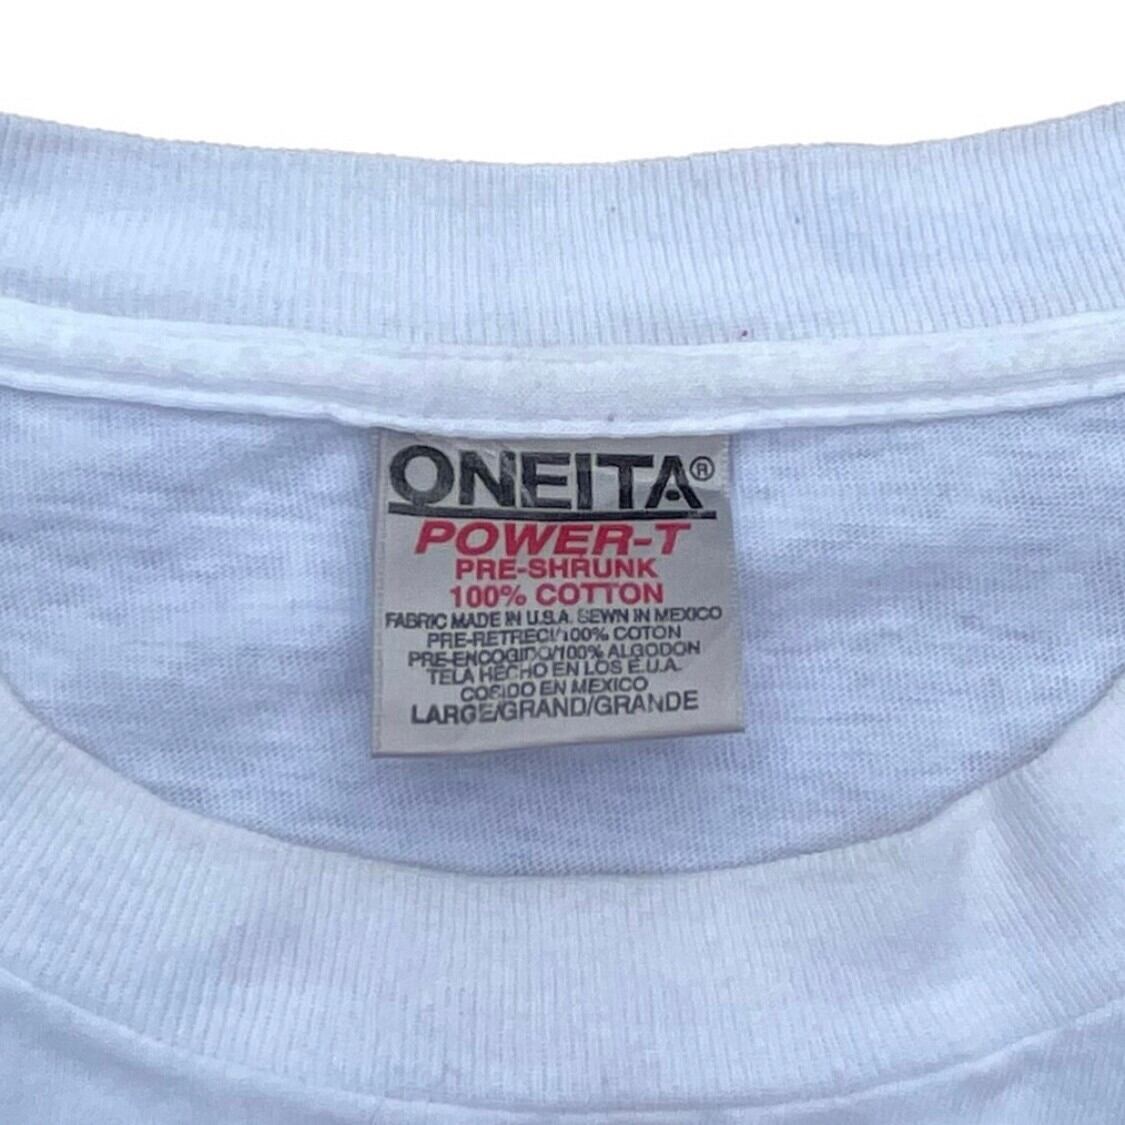 ONEITA®
POWER-T
PRE-SHRUNK
100% COTTON
FABRIC MADE IN U.S.A. SEWN IN MEXICO
PRE-RETRECI/100% COTON
PRE-ENCOGIDO/100% ALGODON
TELA HECHO EN LOS E.U.A.
COSIDO EN MEXICO
LARGE/GRAND/GRANDE